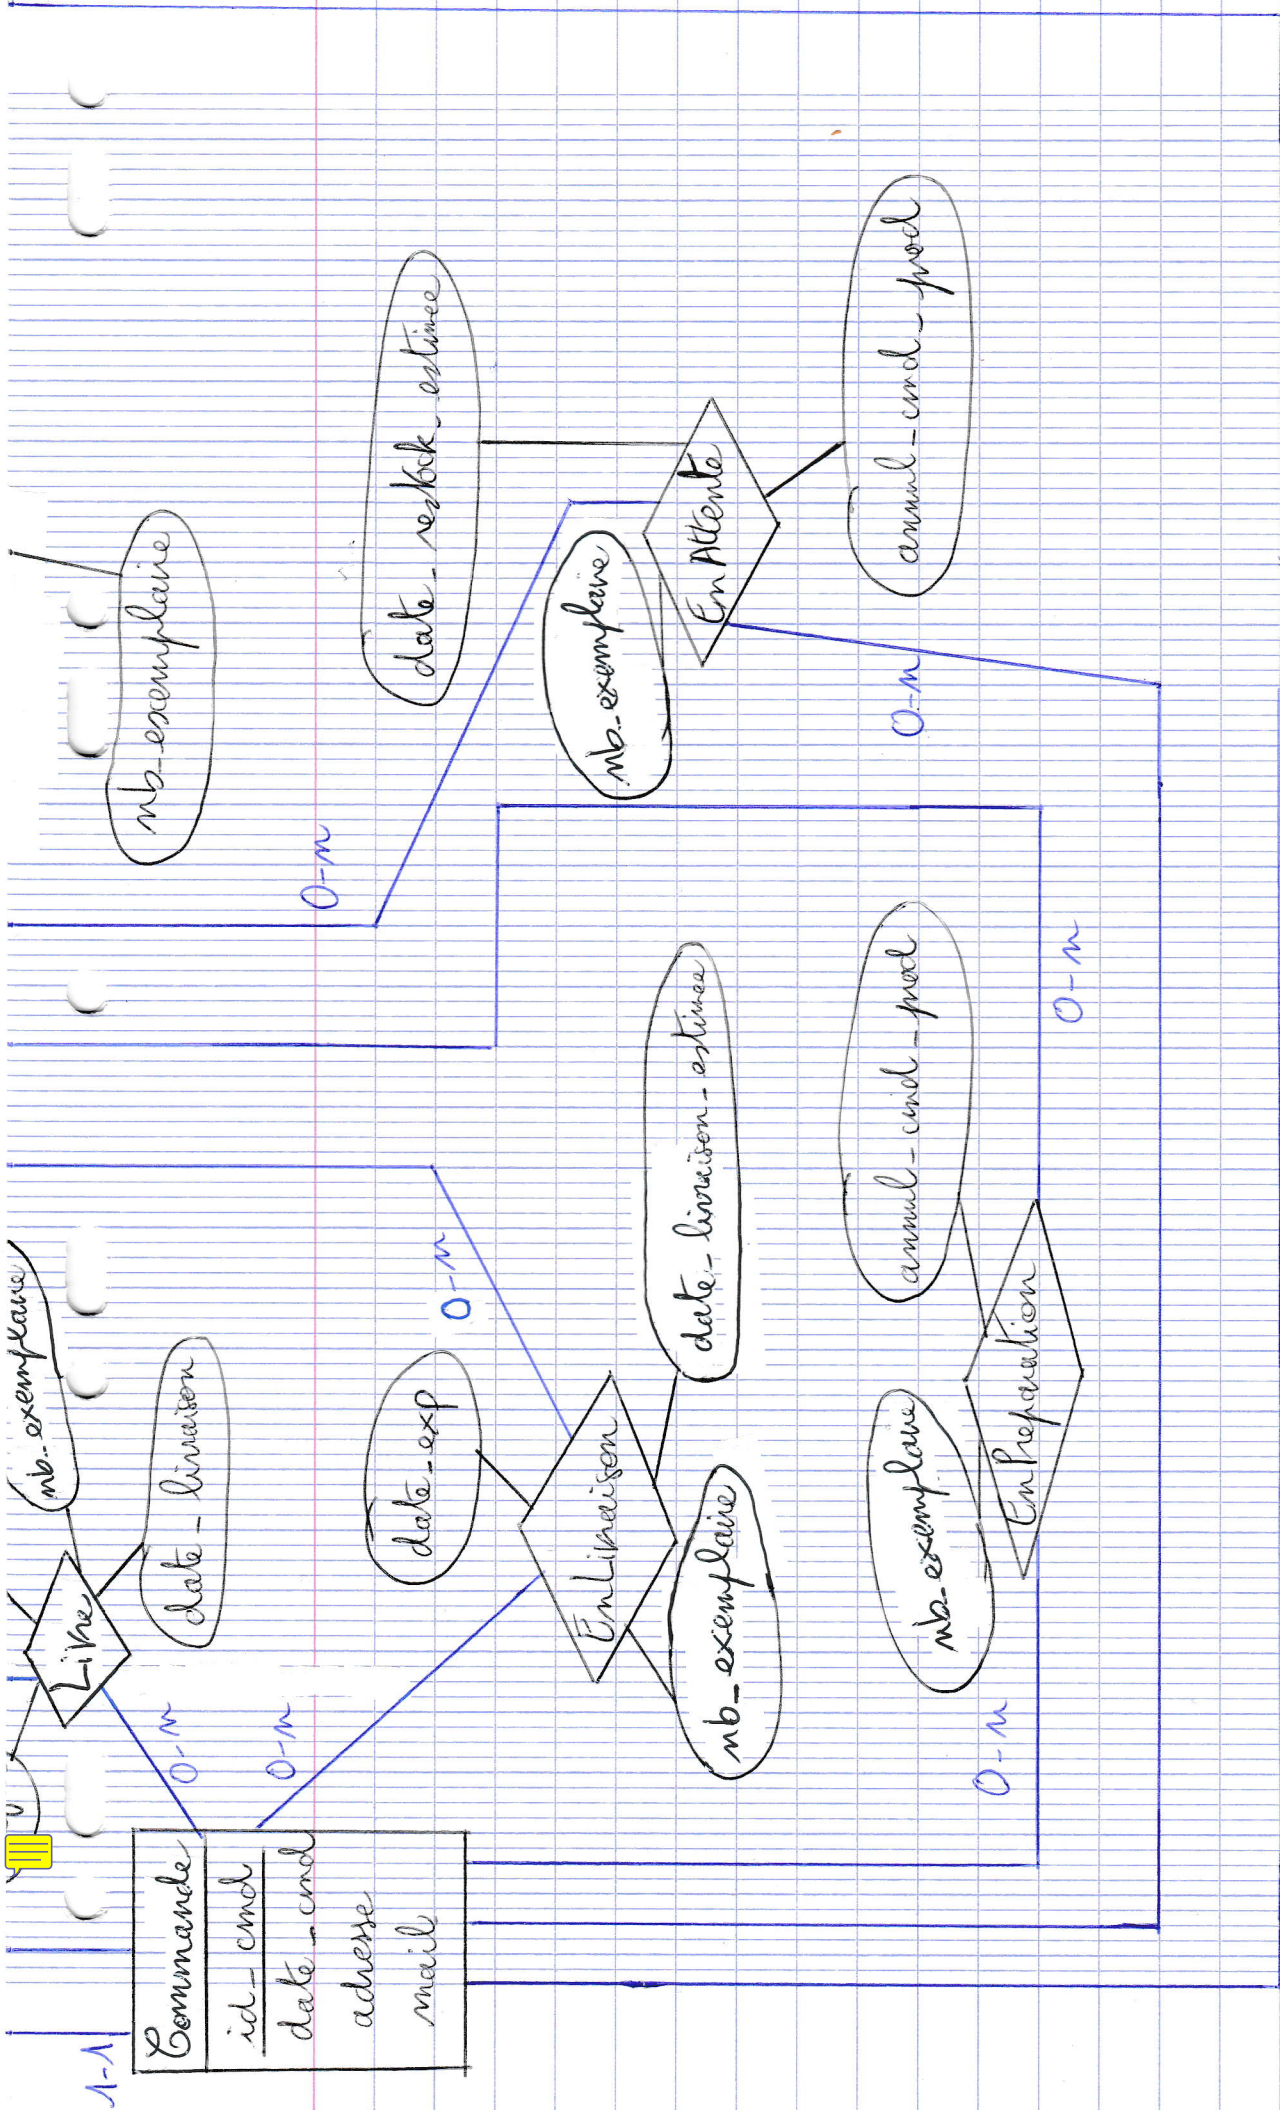 1-1
Commande
id_cmd
date_cmd
adresse
mail
0-n
0-n
Livre
nb_exemplaire
date_livraison
date_exp
0-n
EnLivraison
date_livraison_estimee
nb_exemplaire
0-n
nb_exemplaire
EnPreparation
annul_cmd_prod
0-n
nb_exemplaire
0-n
date_restock_estimee
nb_exemplaire
EnAttente
0-n
annul_cmd_prod